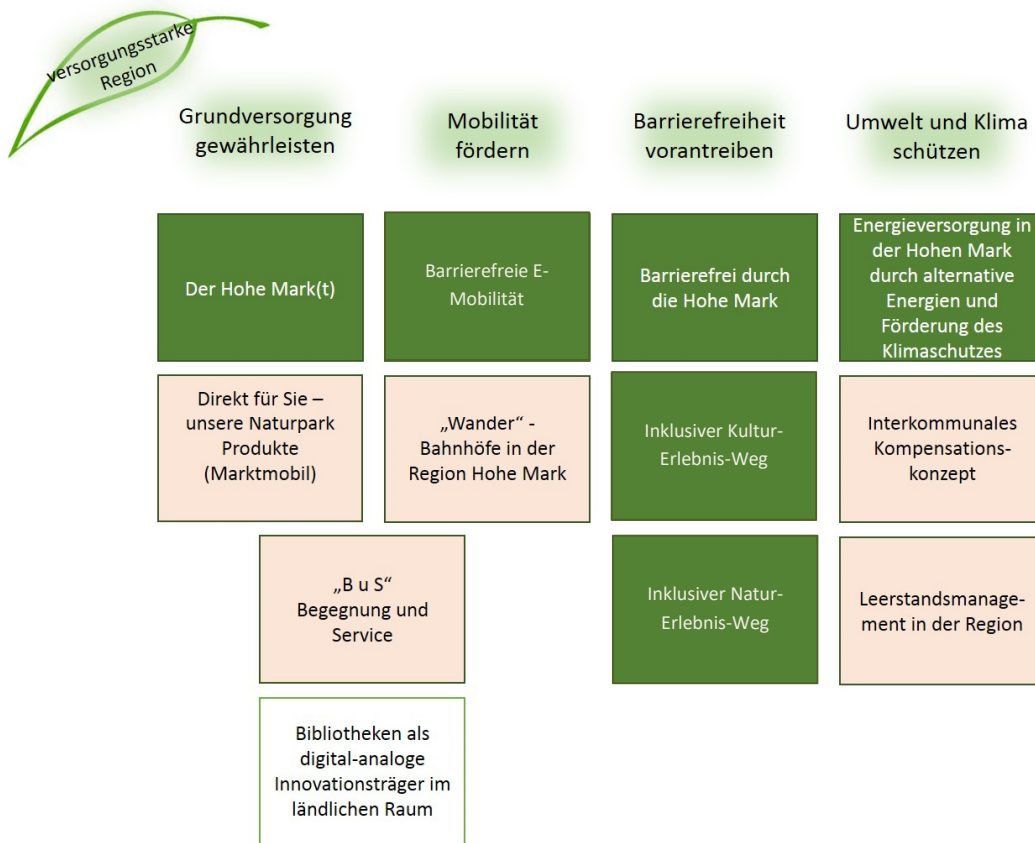 versorgungsstarke
Region
Grundversorgung
gewährleisten
Mobilität
fördern
Barrierefreiheit
vorantreiben
Umwelt und Klima
schützen
Der Hohe Mark(t)
Barrierefreie E-
Mobilität
Barrierefrei durch
die Hohe Mark
Energieversorgung in
der Hohen Mark
durch alternative
Energien und
Förderung des
Klimaschutzes
Direkt für Sie –
unsere Naturpark
Produkte
(Marktmobil)
„Wander“ -
Bahnhöfe in der
Region Hohe Mark
Inklusiver Kultur-
Erlebnis-Weg
Interkommunales
Kompensations-
konzept
„B u S“
Begegnung und
Service
Inklusiver Natur-
Erlebnis-Weg
Leerstandsmanage-
ment in der Region
Bibliotheken als
digital-analoge
Innovationsträger im
ländlichen Raum